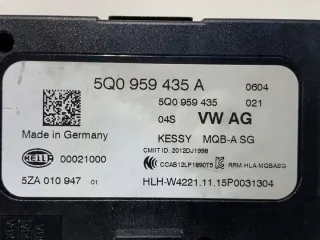 5Q0 959 435 A 0604
5Q0 959 435 021
04S VW AG
Made in Germany KESSY MQB-A SG
CMIIT ID: 2012DJ1998
HELLA 00021000 CCAB12LP1890T5 RRM-HLA-MQBASG
5ZA 010 947 01 HLH-W4221.11.15P0031304